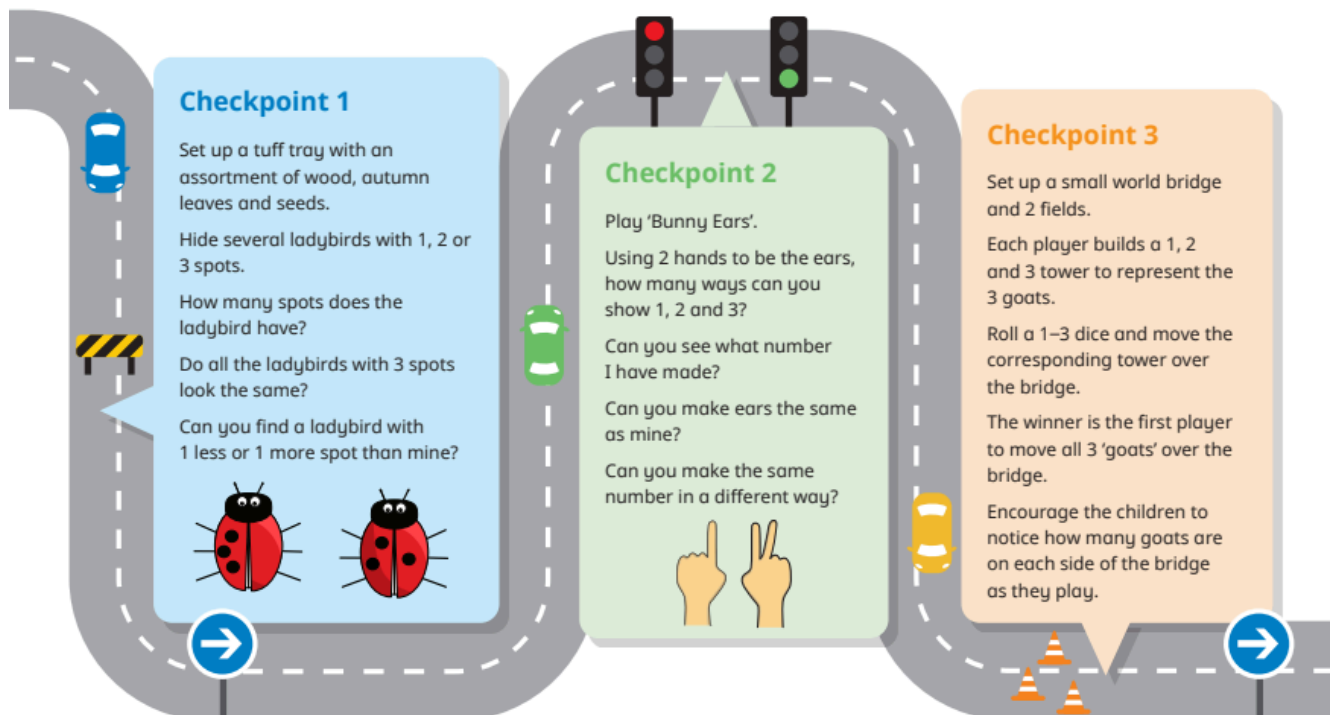 Checkpoint 1
Set up a tuff tray with an
assortment of wood, autumn
leaves and seeds.
Hide several ladybirds with 1, 2 or
3 spots.
How many spots does the
ladybird have?
Do all the ladybirds with 3 spots
look the same?
Can you find a ladybird with
1 less or 1 more spot than mine?
Checkpoint 2
Play ‘Bunny Ears’.
Using 2 hands to be the ears,
how many ways can you
show 1, 2 and 3?
Can you see what number
I have made?
Can you make ears the same
as mine?
Can you make the same
number in a different way?
Checkpoint 3
Set up a small world bridge
and 2 fields.
Each player builds a 1, 2
and 3 tower to represent the
3 goats.
Roll a 1–3 dice and move the
corresponding tower over
the bridge.
The winner is the first player
to move all 3 ‘goats’ over the
bridge.
Encourage the children to
notice how many goats are
on each side of the bridge
as they play.